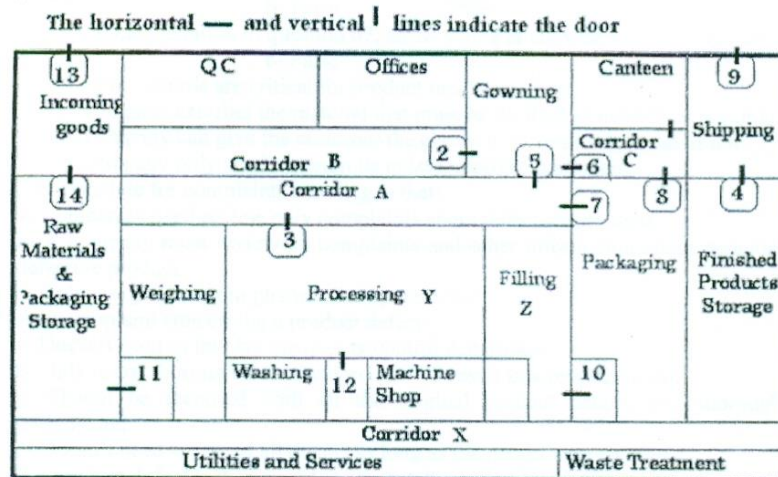 The horizontal — and vertical | lines indicate the door
13
QC
Offices
Canteen
9
Incoming
goods
Gowning
Corridor
C
Shipping
Corridor B
2
5
6
14
Corridor A
8
4
7
Raw
Materials
&
Packaging
Storage
3
Weighing
Processing Y
Filling
Z
Packaging
Finished
Products
Storage
11
Washing
12
Machine
Shop
10
Corridor X
Utilities and Services
Waste Treatment